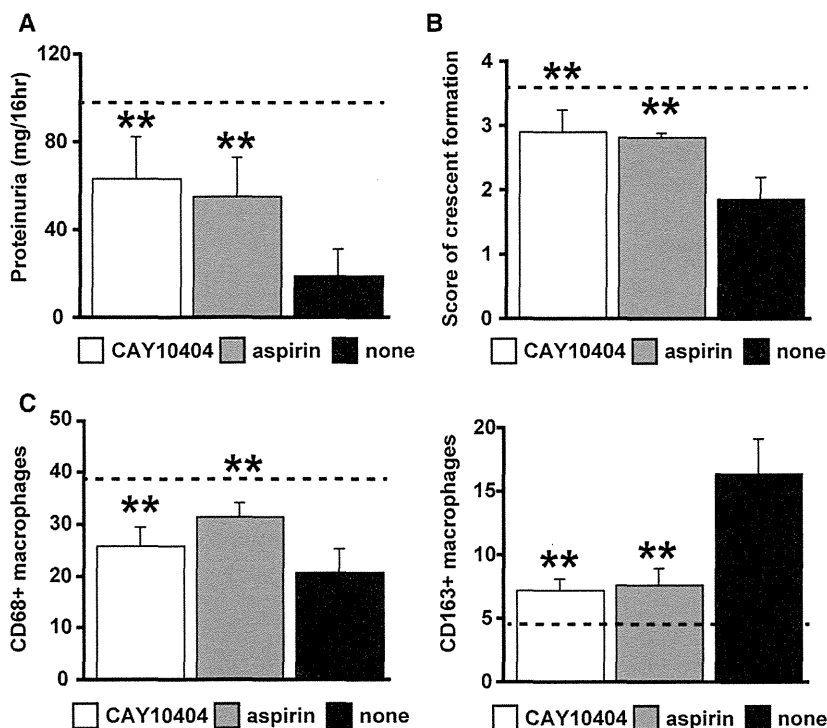 A
Proteinuria (mg/16hr)
120
80
40
0
**
**
CAY10404 aspirin none
B
Score of crescent formation
4
3
2
1
0
**
**
CAY10404 aspirin none
C
CD68+ macrophages
50
40
30
20
10
0
**
**
CAY10404 aspirin none
CD163+ macrophages
20
15
10
5
0
**
**
CAY10404 aspirin none